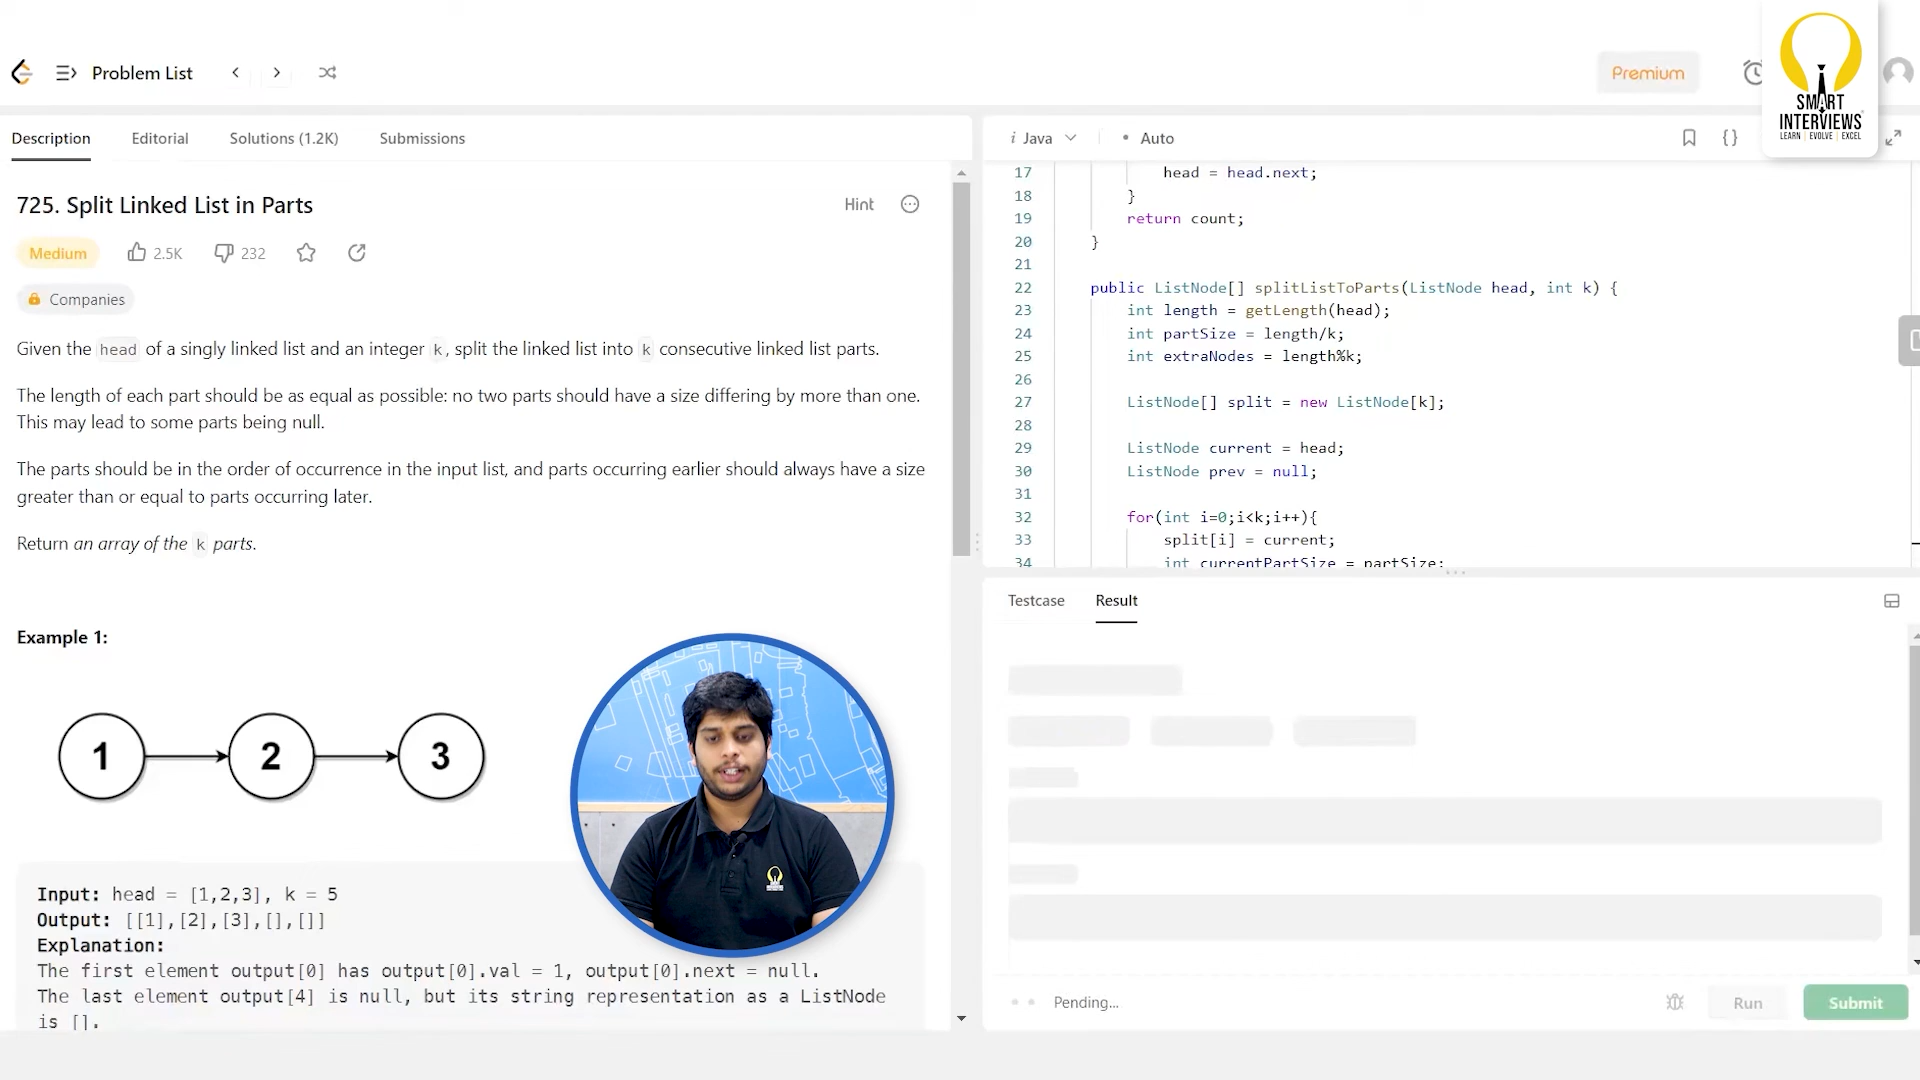 Problem List
Premium
SMART
INTERVIEWS
LEARN | EVOLVE | EXCEL
Description Editorial Solutions (1.2K) Submissions
725. Split Linked List in Parts
Hint
Medium 2.5K 232
Companies
Given the head of a singly linked list and an integer k, split the linked list into k consecutive linked list parts.
The length of each part should be as equal as possible: no two parts should have a size differing by more than one.
This may lead to some parts being null.
The parts should be in the order of occurrence in the input list, and parts occurring earlier should always have a size
greater than or equal to parts occurring later.
Return an array of the k parts.
Example 1:
1 2 3
Input: head = [1,2,3], k = 5
Output: [[1],[2],[3],[],[]]
Explanation:
The first element output[0] has output[0].val = 1, output[0].next = null.
The last element output[4] is null, but its string representation as a ListNode
is [].
i Java • Auto {}
17 head = head.next;
18 }
19 return count;
20 }
21
22 public ListNode[] splitListToParts(ListNode head, int k) {
23 int length = getLength(head);
24 int partSize = length/k;
25 int extraNodes = length%k;
26
27 ListNode[] split = new ListNode[k];
28
29 ListNode current = head;
30 ListNode prev = null;
31
32 for(int i=0;i<k;i++){
33 split[i] = current;
34 int currentPartSize = partSize;
Testcase Result
Pending...
Run
Submit